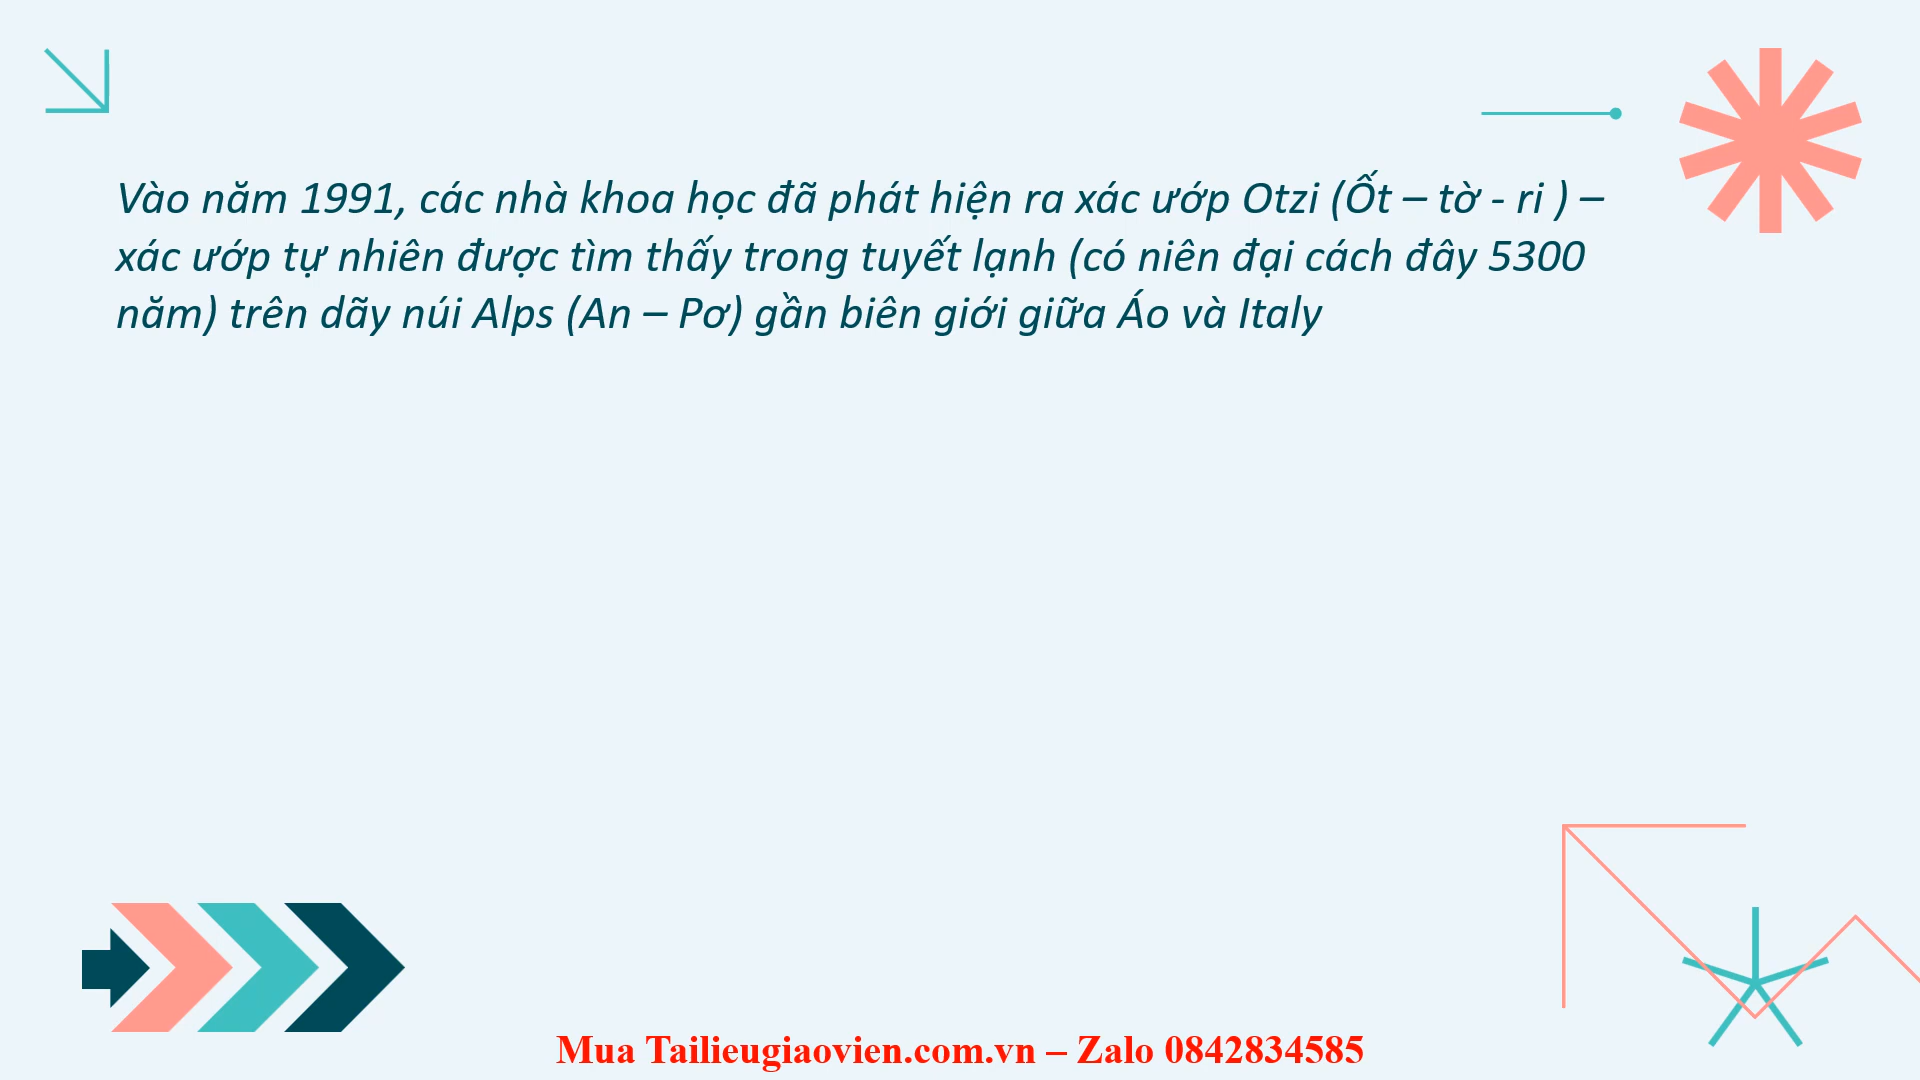 Vào năm 1991, các nhà khoa học đã phát hiện ra xác ướp Otzi (Ốt – tờ - ri ) –
xác ướp tự nhiên được tìm thấy trong tuyết lạnh (có niên đại cách đây 5300
năm) trên dãy núi Alps (An – Pơ) gần biên giới giữa Áo và Italy
Mua Tailieugiaovien.com.vn – Zalo 0842834585